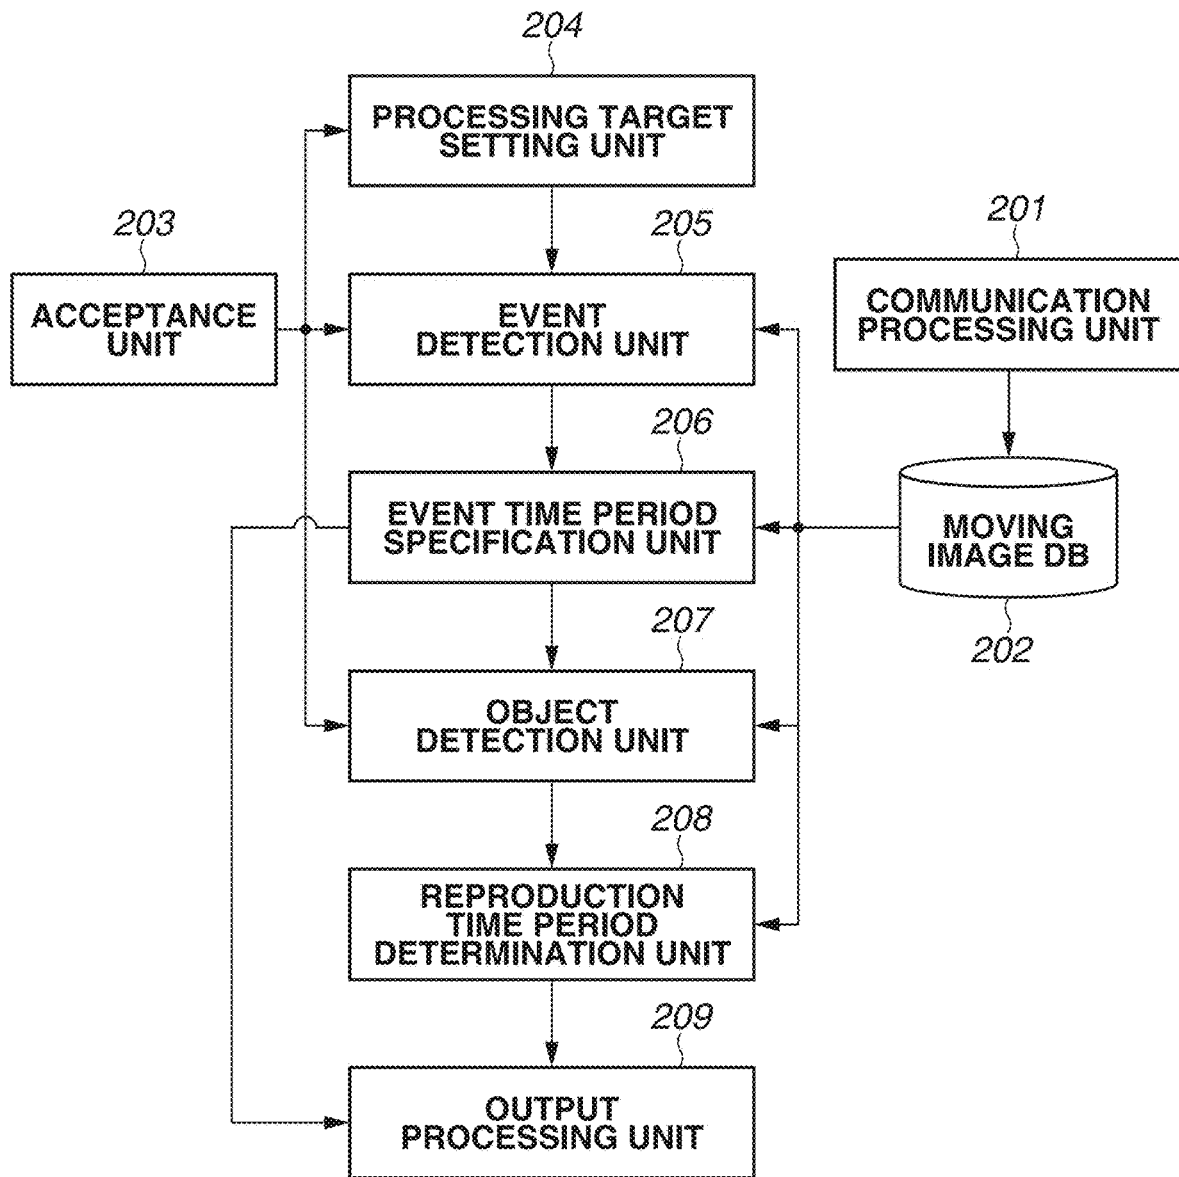 204
PROCESSING TARGET
SETTING UNIT
203
ACCEPTANCE
UNIT
205
EVENT
DETECTION UNIT
201
COMMUNICATION
PROCESSING UNIT
206
EVENT TIME PERIOD
SPECIFICATION UNIT
MOVING
IMAGE DB
202
207
OBJECT
DETECTION UNIT
208
REPRODUCTION
TIME PERIOD
DETERMINATION UNIT
209
OUTPUT
PROCESSING UNIT